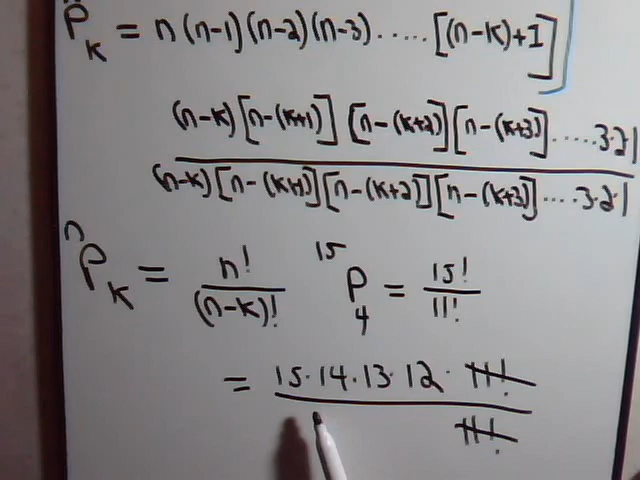 ⁿPₖ = n(n-1)(n-2)(n-3).....[(n-k)+1]
(n-k)[n-(k+1)][n-(k+2)][n-(k+3)].....3·2·1
(n-k)[n-(k+1)][n-(k+2)][n-(k+3)]....3·2·1
ⁿPₖ = n!/(n-k)! ¹⁵P₄ = 15!/11!
= 15·14·13·12·11!
11!